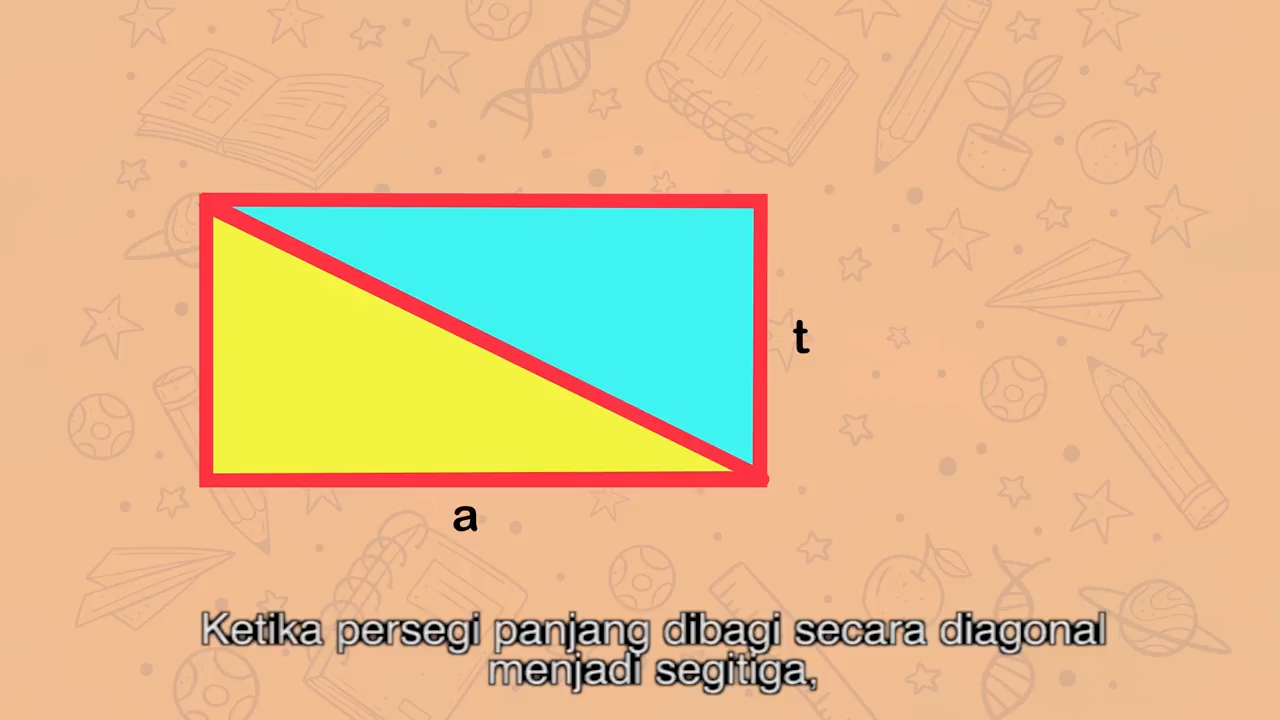 t
a
Ketika persegi panjang dibagi secara diagonal
menjadi segitiga,